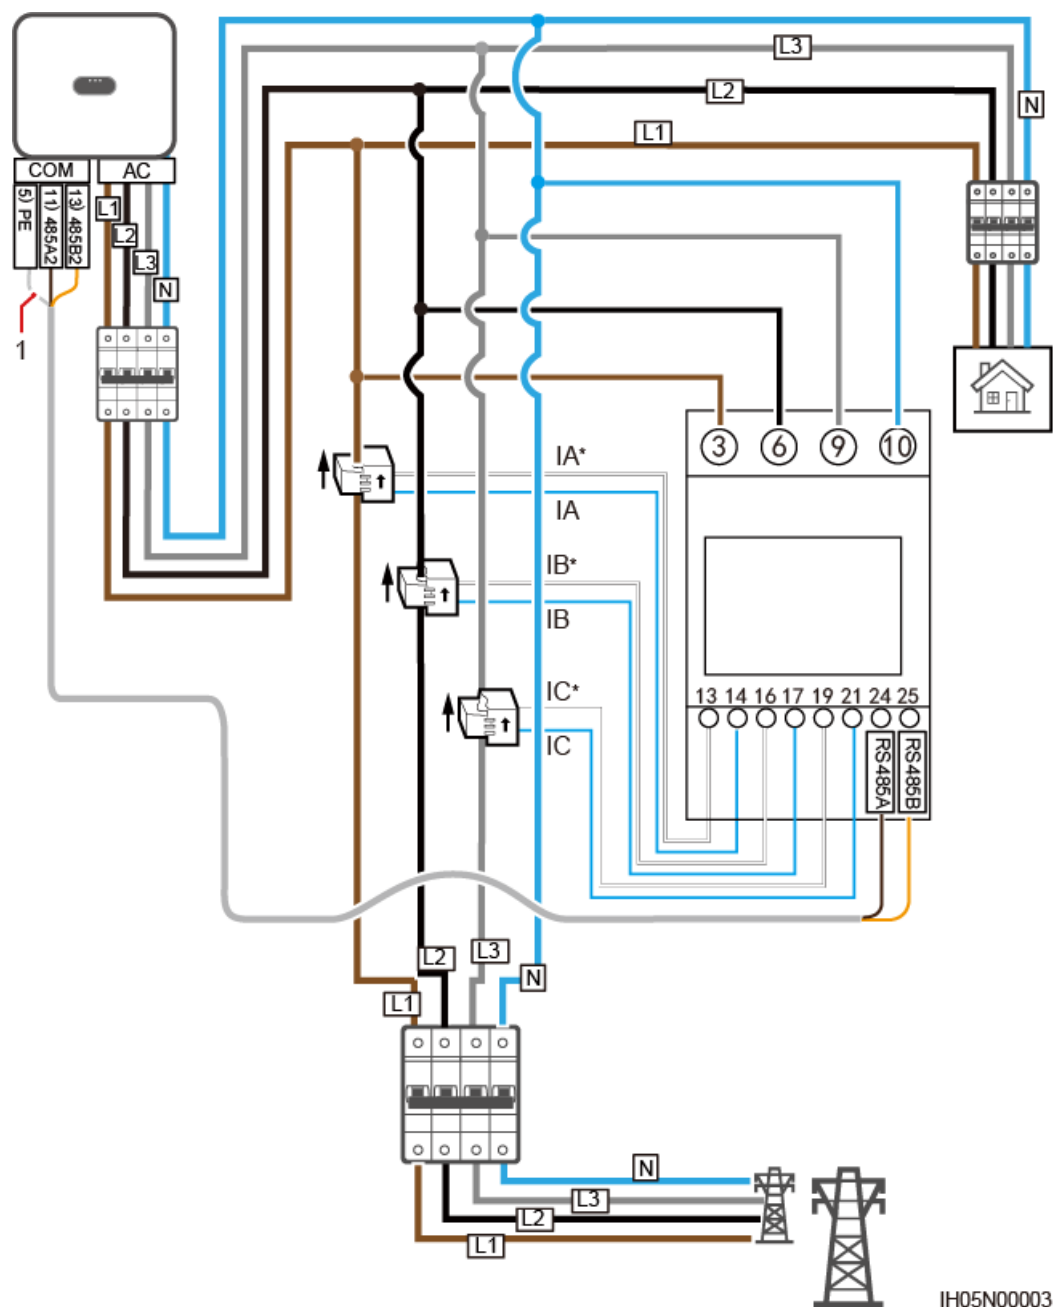 L3
L2
N
L1
COM
AC
5) PE
11) 485A2
13) 485B2
L1
L2
L3
N
1
3
6
9
10
IA*
IA
IB*
IB
IC*
IC
13
14
16
17
19
21
24
25
RS485A
RS485B
L2
L3
N
L1
N
L3
L2
L1
IH05N00003